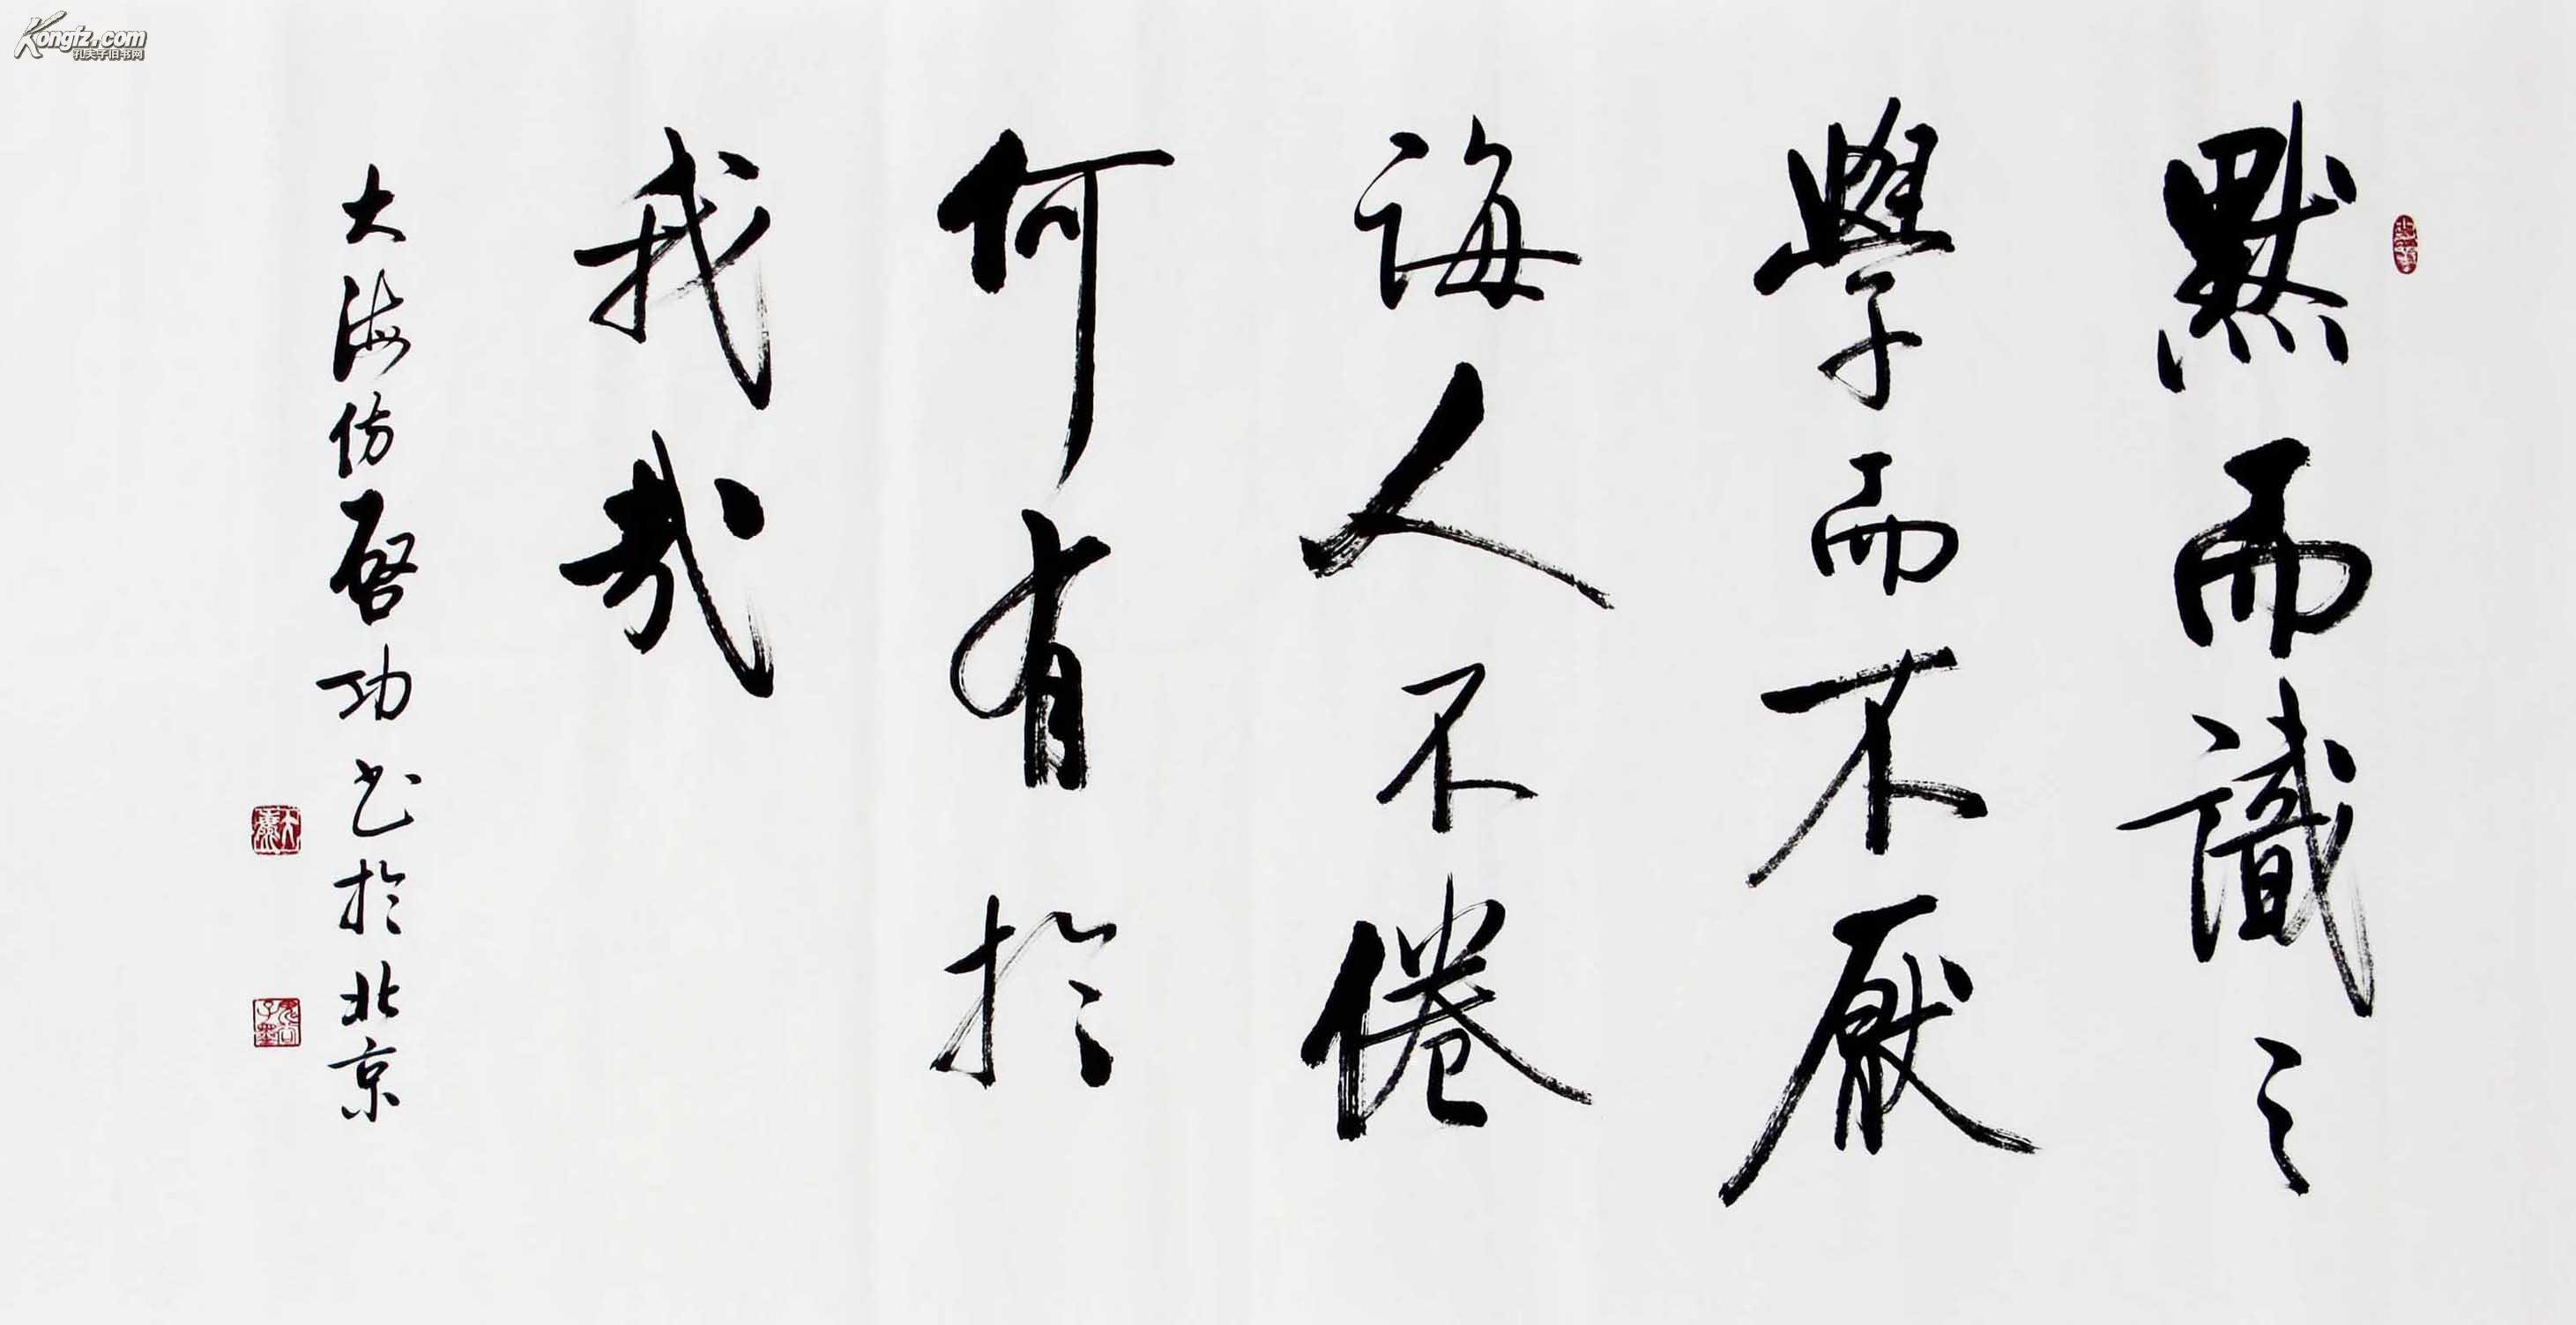 Kongfz.com
孔夫子旧书网
默而識之
學而不厭
誨人不倦
何有於
我哉
大海仿啓功书於北京